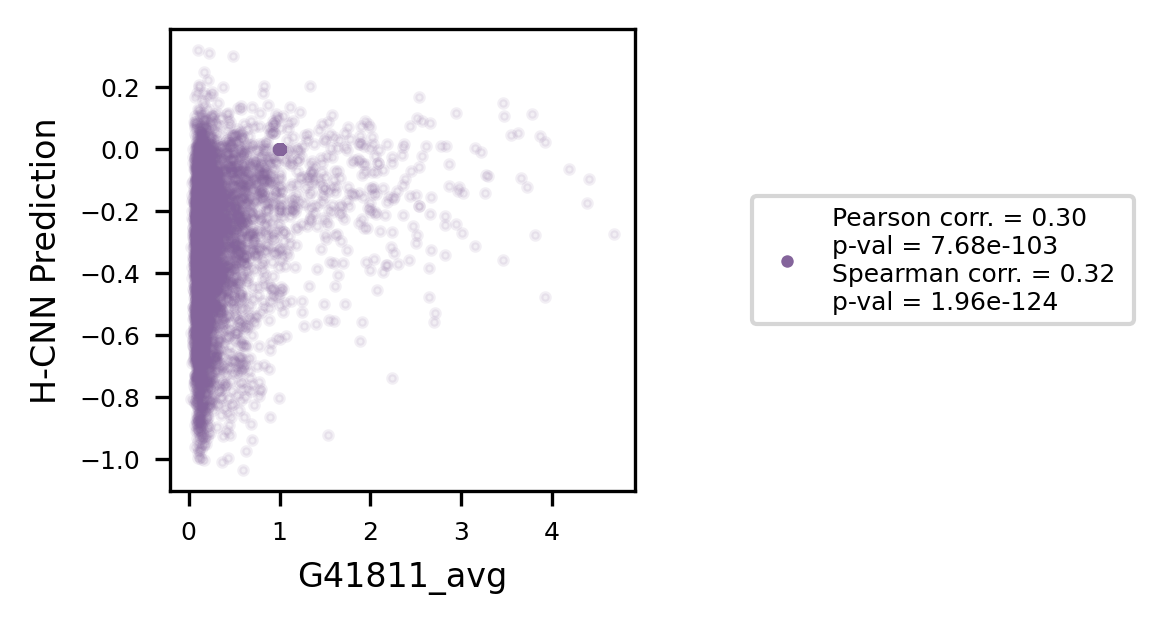 H-CNN Prediction
0.2
0.0
−0.2
−0.4
−0.6
−0.8
−1.0
0 1 2 3 4
G41811_avg
Pearson corr. = 0.30
p-val = 7.68e-103
Spearman corr. = 0.32
p-val = 1.96e-124